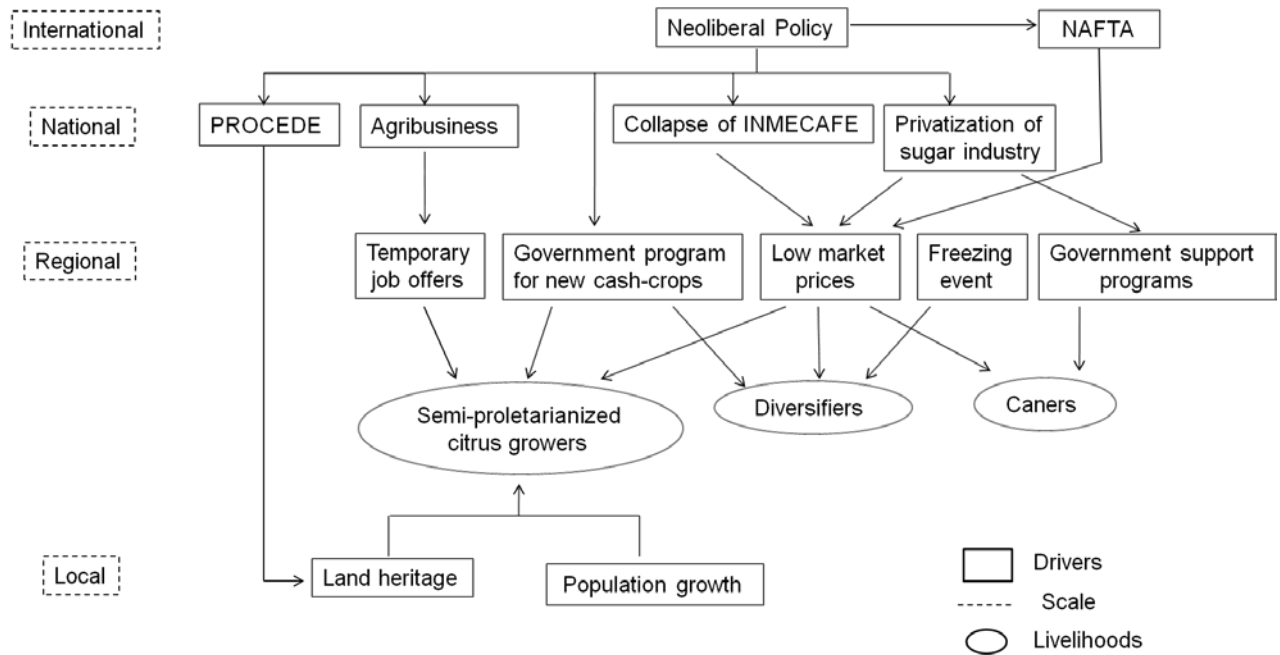 International
Neoliberal Policy
NAFTA
National
PROCEDE
Agribusiness
Collapse of INMECAFE
Privatization of
sugar industry
Regional
Temporary
job offers
Government program
for new cash-crops
Low market
prices
Freezing
event
Government support
programs
Semi-proletarianized
citrus growers
Diversifiers
Caners
Local
Land heritage
Population growth
Drivers
Scale
Livelihoods